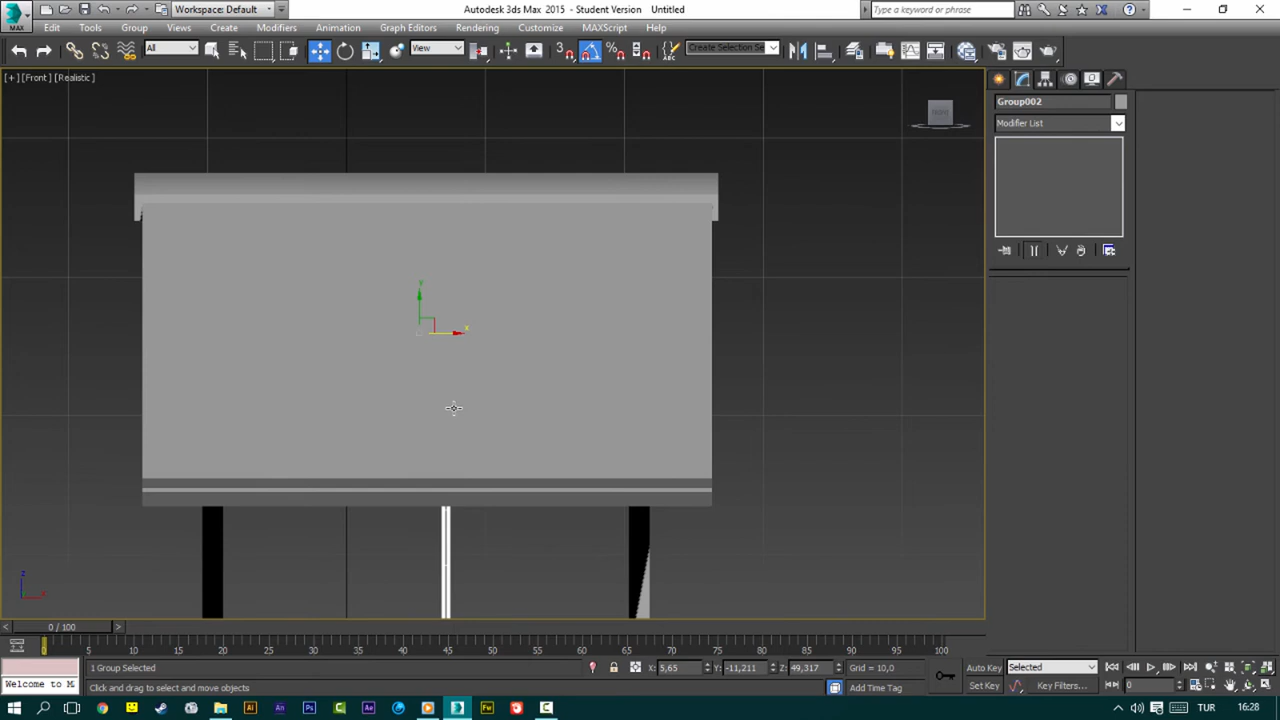 Workspace: Default
Autodesk 3ds Max 2015 - Student Version Untitled
Type a keyword or phrase
MAX
Edit Tools Group Views Create Modifiers Animation Graph Editors Rendering Customize MAXScript Help
All
View
3
Create Selection Se
[+] [Front] [Realistic]
Group002
Modifier List
y
x
z
x
0 / 100
0 5 10 15 20 25 30 35 40 45 50 55 60 65 70 75 80 85 90 95 100
1 Group Selected
X: 5,65 Y: -11,211 Z: 49,317 Grid = 10,0
Auto Key Selected
Welcome to M
Click and drag to select and move objects
Add Time Tag
Set Key Key Filters... 0
TUR 16:28